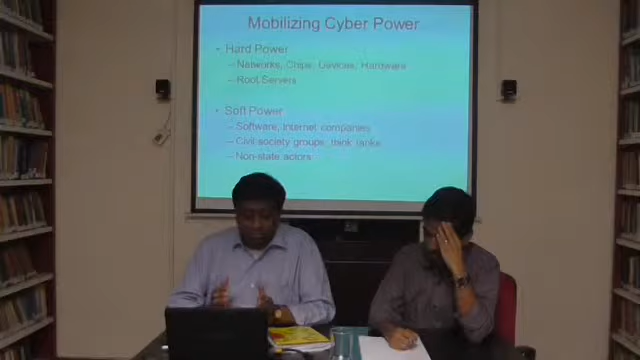 Mobilizing Cyber Power
• Hard Power
– Networks, Chips, Devices, Hardware
– Root Servers
• Soft Power
– Software, Internet companies
– Civil society groups, think tanks
– Non-state actors